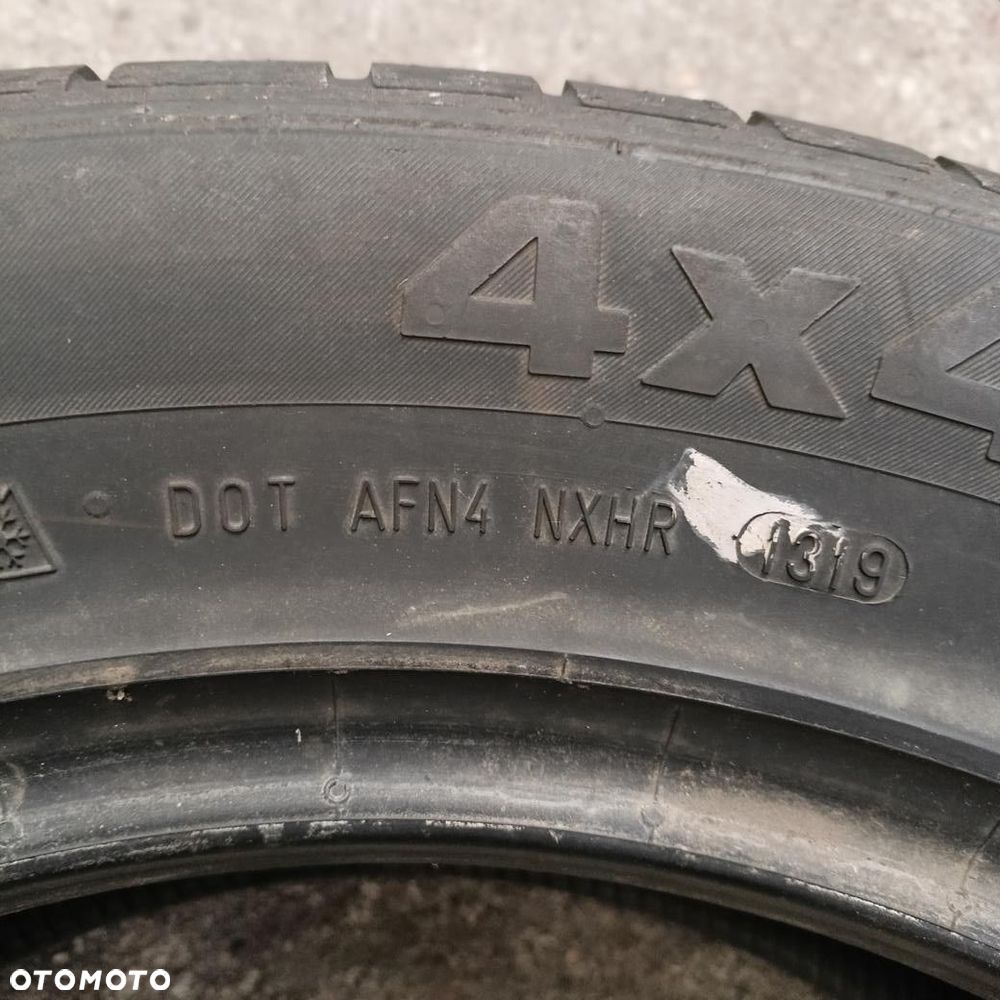 4x4
DOT AFN4 NXHR 1319
OTOMOTO